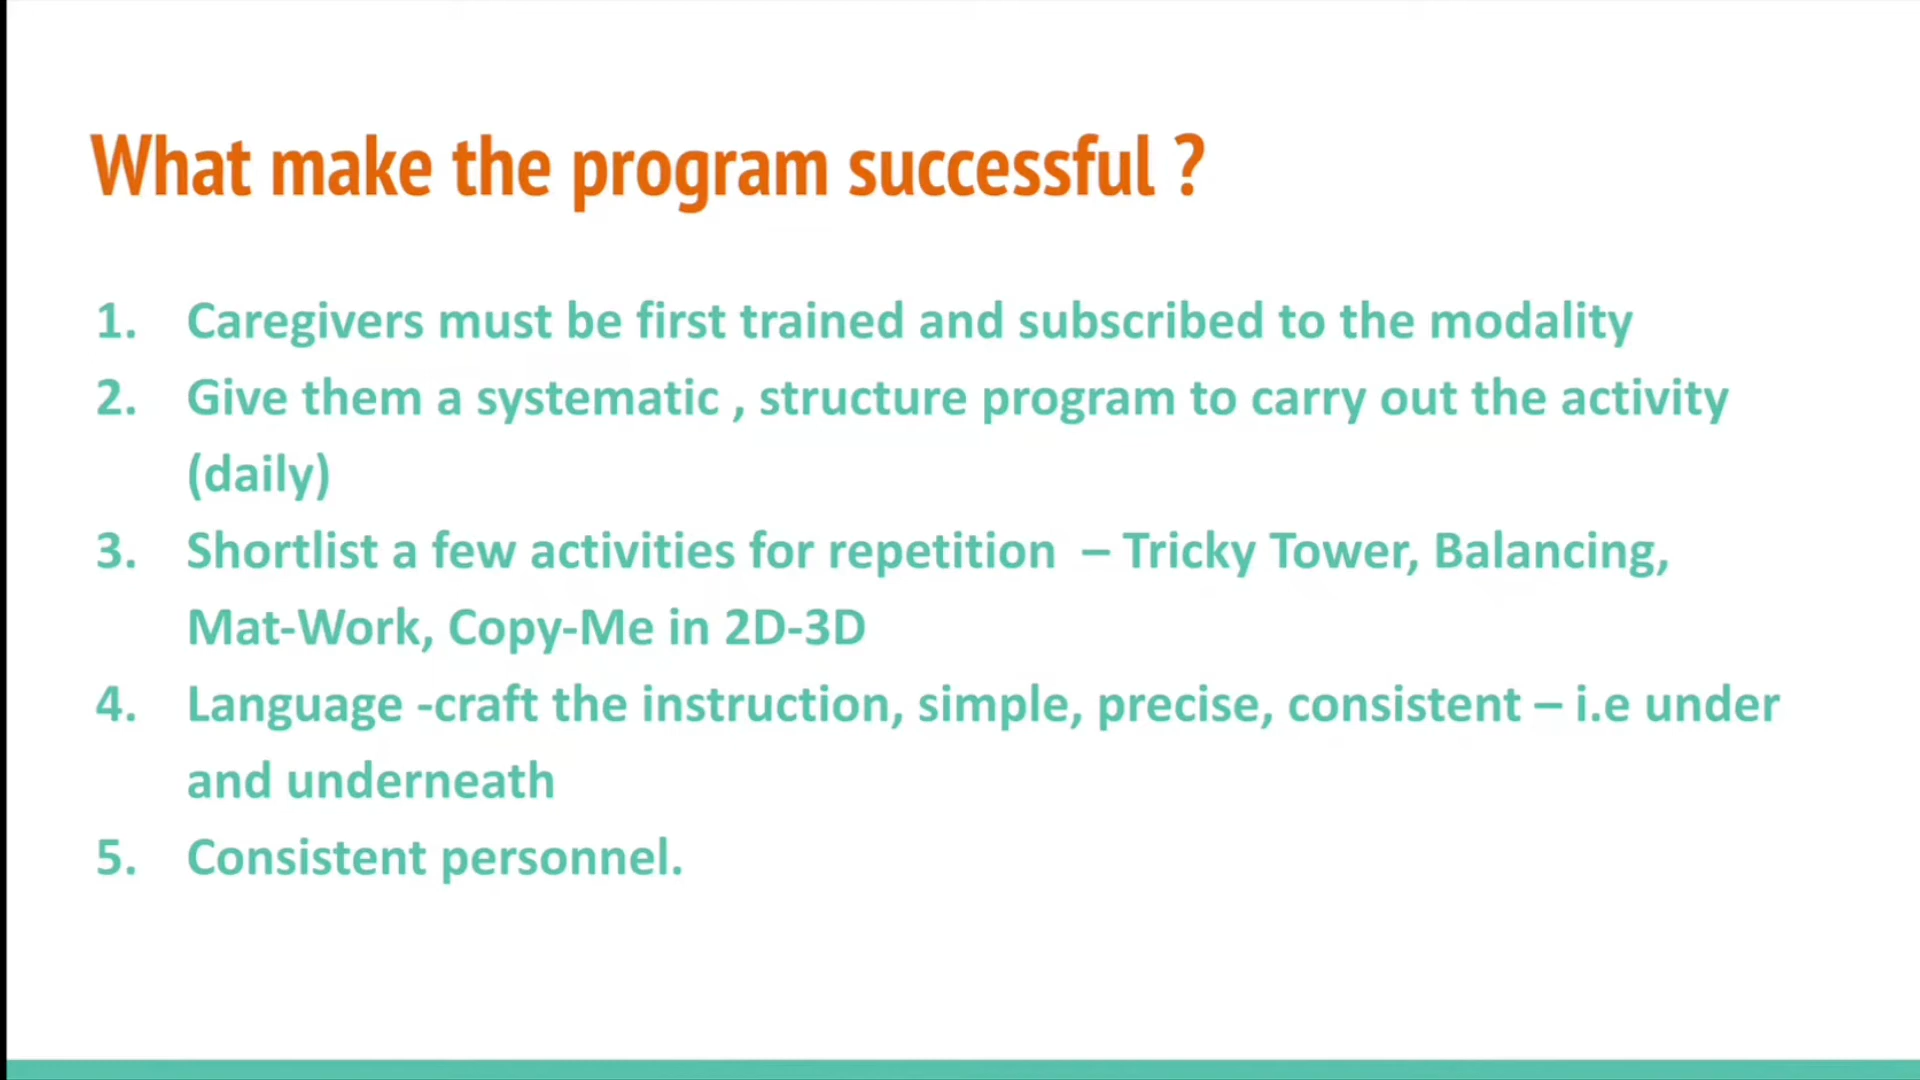 What make the program successful ?
1. Caregivers must be first trained and subscribed to the modality
2. Give them a systematic , structure program to carry out the activity
(daily)
3. Shortlist a few activities for repetition – Tricky Tower, Balancing,
Mat-Work, Copy-Me in 2D-3D
4. Language -craft the instruction, simple, precise, consistent – i.e under
and underneath
5. Consistent personnel.